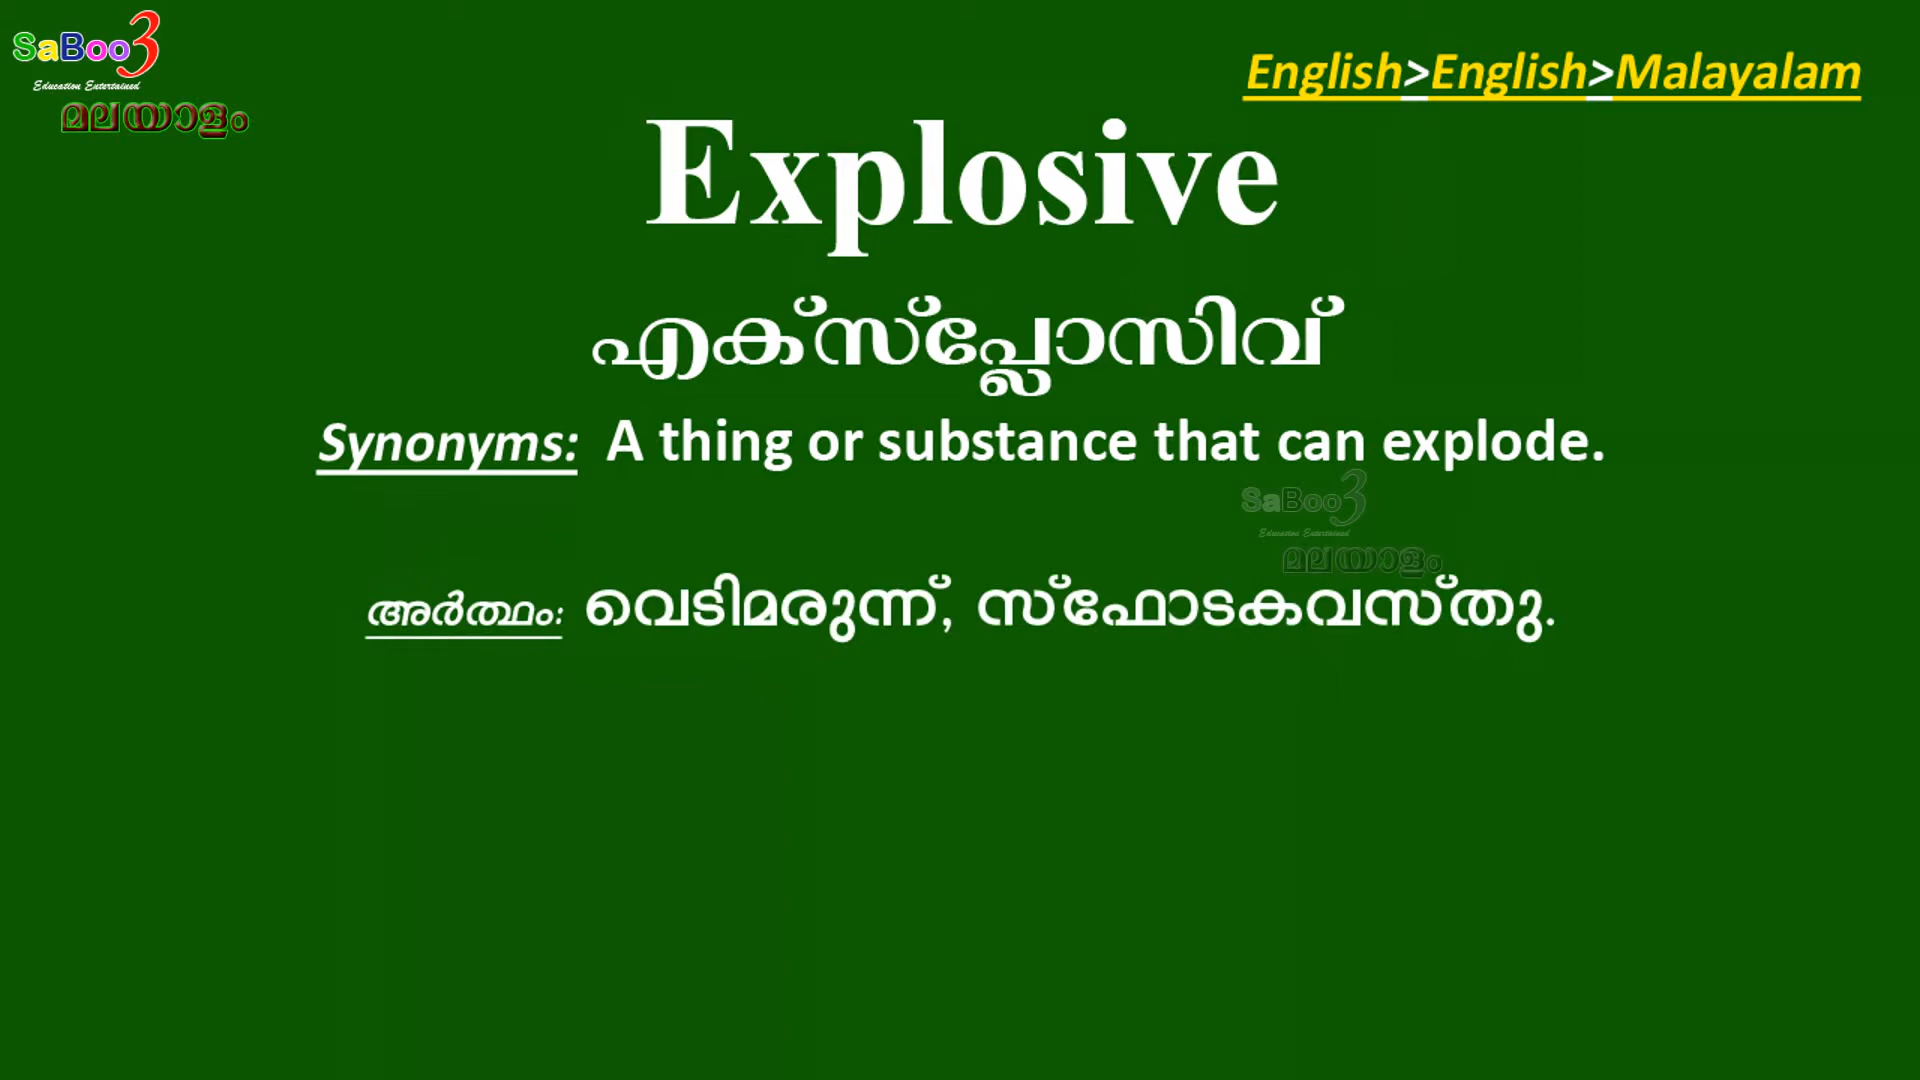 SaBoo3
Education Entertained
മലയാളം
English>English>Malayalam
Explosive
എക്സ്പ്ലോസിവ്
Synonyms: A thing or substance that can explode.
SaBoo3
Education Entertained
മലയാളം
അർത്ഥം: വെടിമരുന്ന്, സ്ഫോടകവസ്തു.